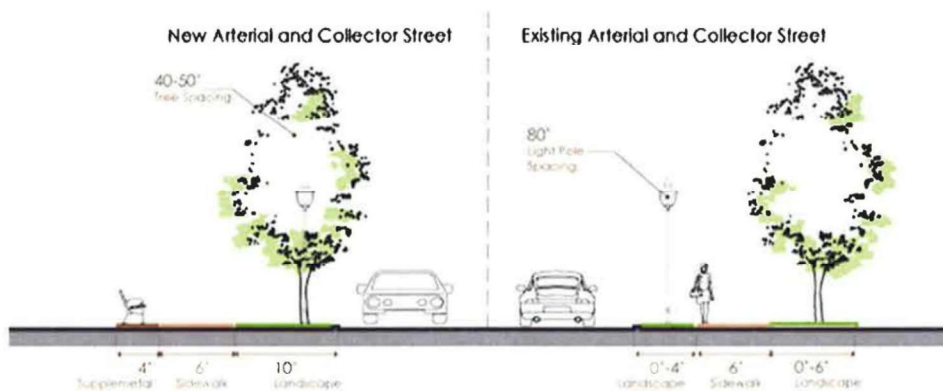 New Arterial and Collector Street
Existing Arterial and Collector Street
40-50'
Tree Spacing
80'
Light Pole
Spacing
4'
6'
10'
Supplemetal
Sidewalk
Landscape
0'-4'
6'
0'-6'
Landscape
Sidewalk
Landscape